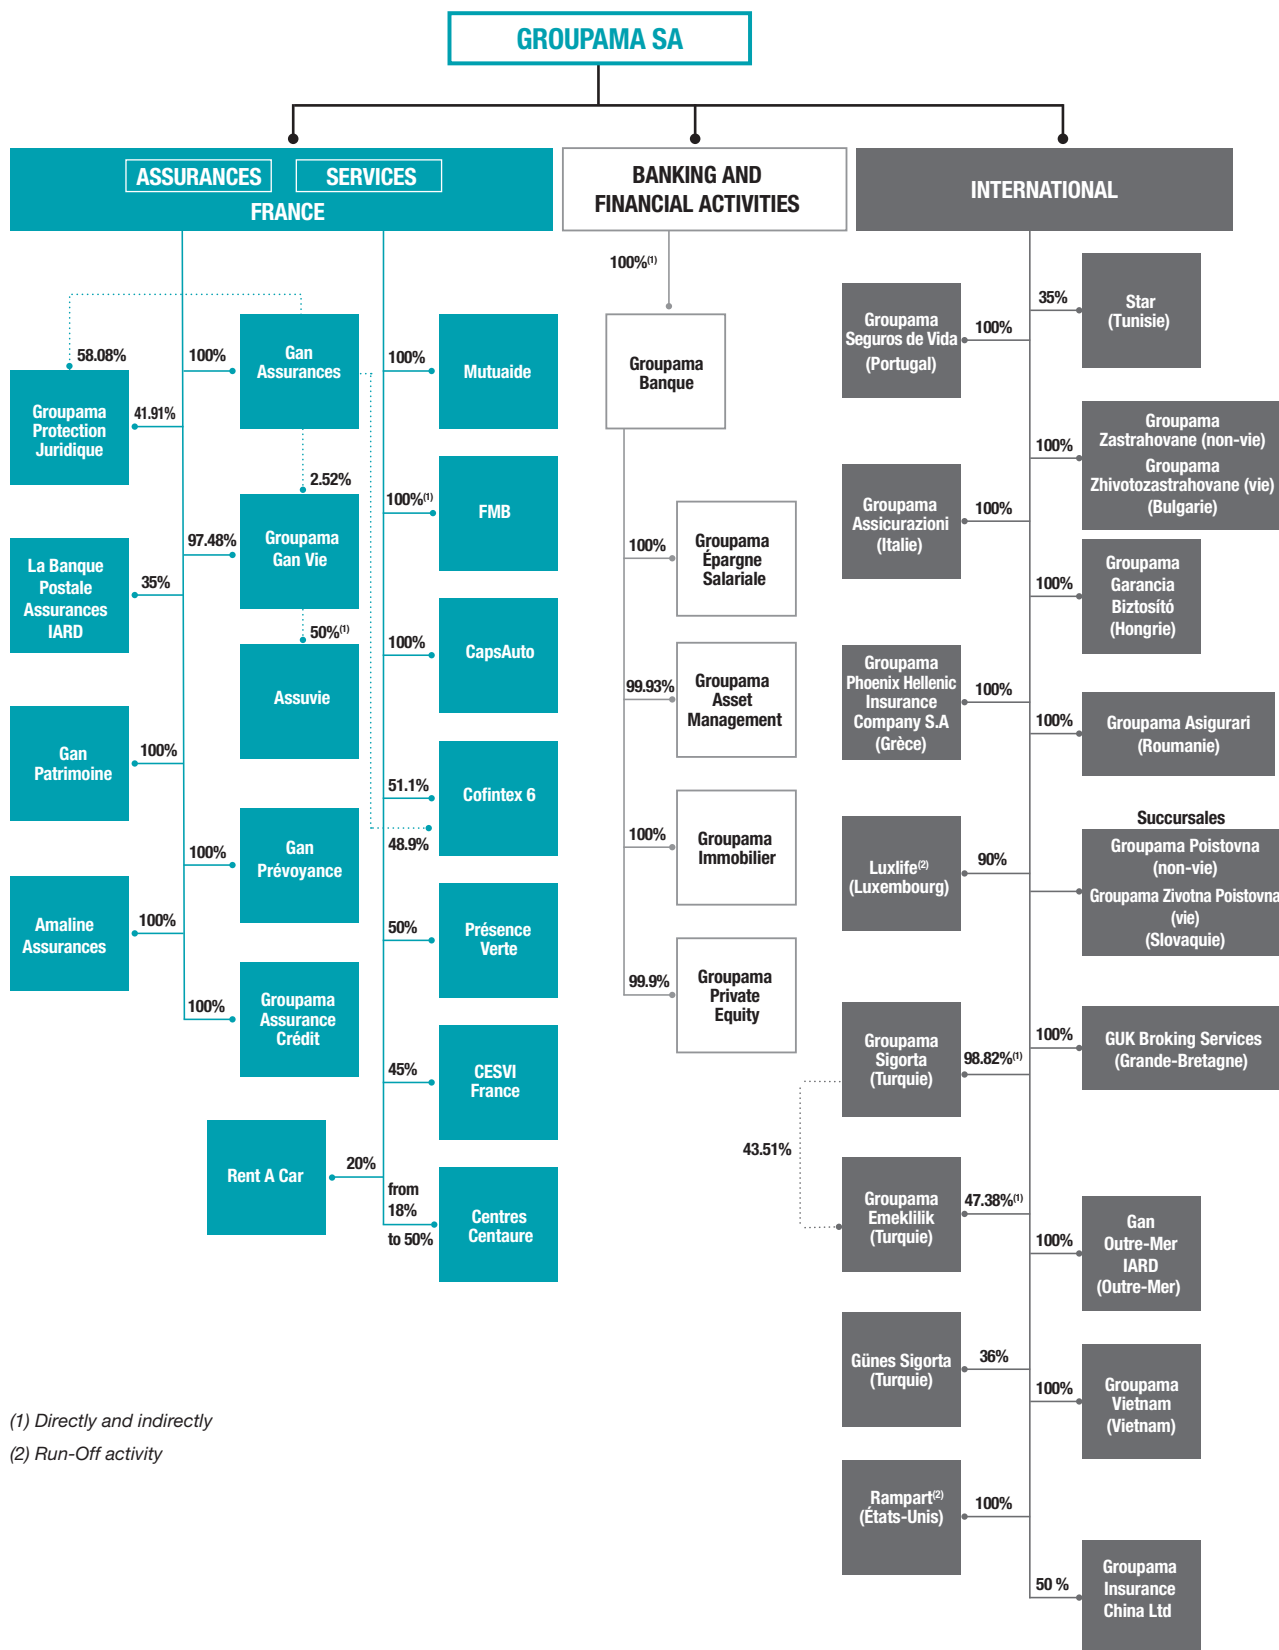 GROUPAMA SA
ASSURANCES
SERVICES
FRANCE
BANKING AND
FINANCIAL ACTIVITIES
INTERNATIONAL
58.08%
Groupama
Protection
Juridique
41.91%
La Banque
Postale
Assurances
IARD
35%
Gan
Patrimoine
100%
Amaline
Assurances
100%
100%
Gan
Assurances
2.52%
97.48%
Groupama
Gan Vie
50%(1)
Assuvie
100%
Gan
Prévoyance
100%
Groupama
Assurance
Crédit
100%
Mutuaide
100%(1)
FMB
100%
CapsAuto
51.1%
Cofintex 6
48.9%
50%
Présence
Verte
45%
CESVI
France
Rent A Car
20%
from
18%
to 50%
Centres
Centaure
100%(1)
Groupama
Banque
100%
Groupama
Épargne
Salariale
99.93%
Groupama
Asset
Management
100%
Groupama
Immobilier
99.9%
Groupama
Private
Equity
Groupama
Seguros de Vida
(Portugal)
100%
Groupama
Assicurazioni
(Italie)
100%
Groupama
Phoenix Hellenic
Insurance
Company S.A
(Grèce)
100%
Luxlife(2)
(Luxembourg)
90%
Groupama
Sigorta
(Turquie)
98.82%(1)
43.51%
Groupama
Emeklilik
(Turquie)
47.38%(1)
Günes Sigorta
(Turquie)
36%
Rampart(2)
(États-Unis)
100%
35%
Star
(Tunisie)
100%
Groupama
Zastrahovane (non-vie)
Groupama
Zhivotozastrahovane (vie)
(Bulgarie)
100%
Groupama
Garancia
Biztosító
(Hongrie)
100%
Groupama Asigurari
(Roumanie)
Succursales
Groupama Poistovna
(non-vie)
Groupama Zivotna Poistovna
(vie)
(Slovaquie)
100%
GUK Broking Services
(Grande-Bretagne)
100%
Gan
Outre-Mer
IARD
(Outre-Mer)
100%
Groupama
Vietnam
(Vietnam)
50 %
Groupama
Insurance
China Ltd
(1) Directly and indirectly
(2) Run-Off activity